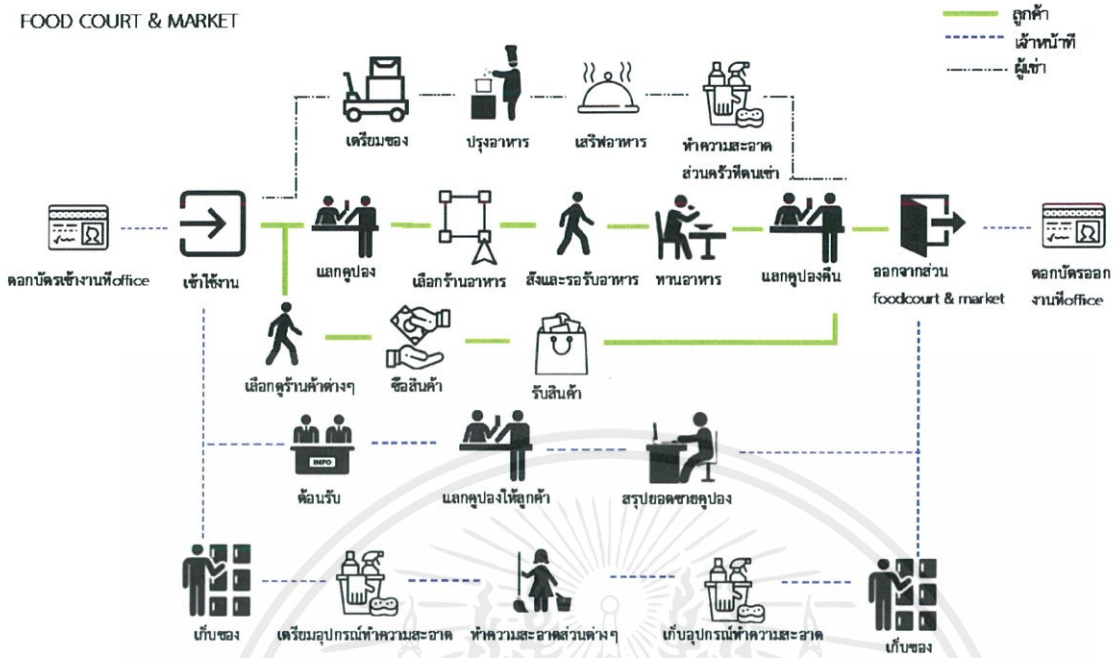 FOOD COURT & MARKET
ลูกค้า
เจ้าหน้าที่
ผู้เช่า
เตรียมของ
ปรุงอาหาร
เสริฟอาหาร
ทำความสะอาด
ส่วนครัวที่ตนเช่า
ตอกบัตรเข้างานที่office
เข้าใช้งาน
แลกคูปอง
เลือกร้านอาหาร
สั่งและรอรับอาหาร
ทานอาหาร
แลกคูปองคืน
ออกจากส่วน
foodcourt & market
ตอกบัตรออก
งานที่office
เลือกดูร้านค้าต่างๆ
ซื้อสินค้า
รับสินค้า
INFO
ต้อนรับ
แลกคูปองให้ลูกค้า
สรุปยอดขายคูปอง
เก็บของ
เตรียมอุปกรณ์ทำความสะอาด
ทำความสะอาดส่วนต่างๆ
เก็บอุปกรณ์ทำความสะอาด
เก็บของ